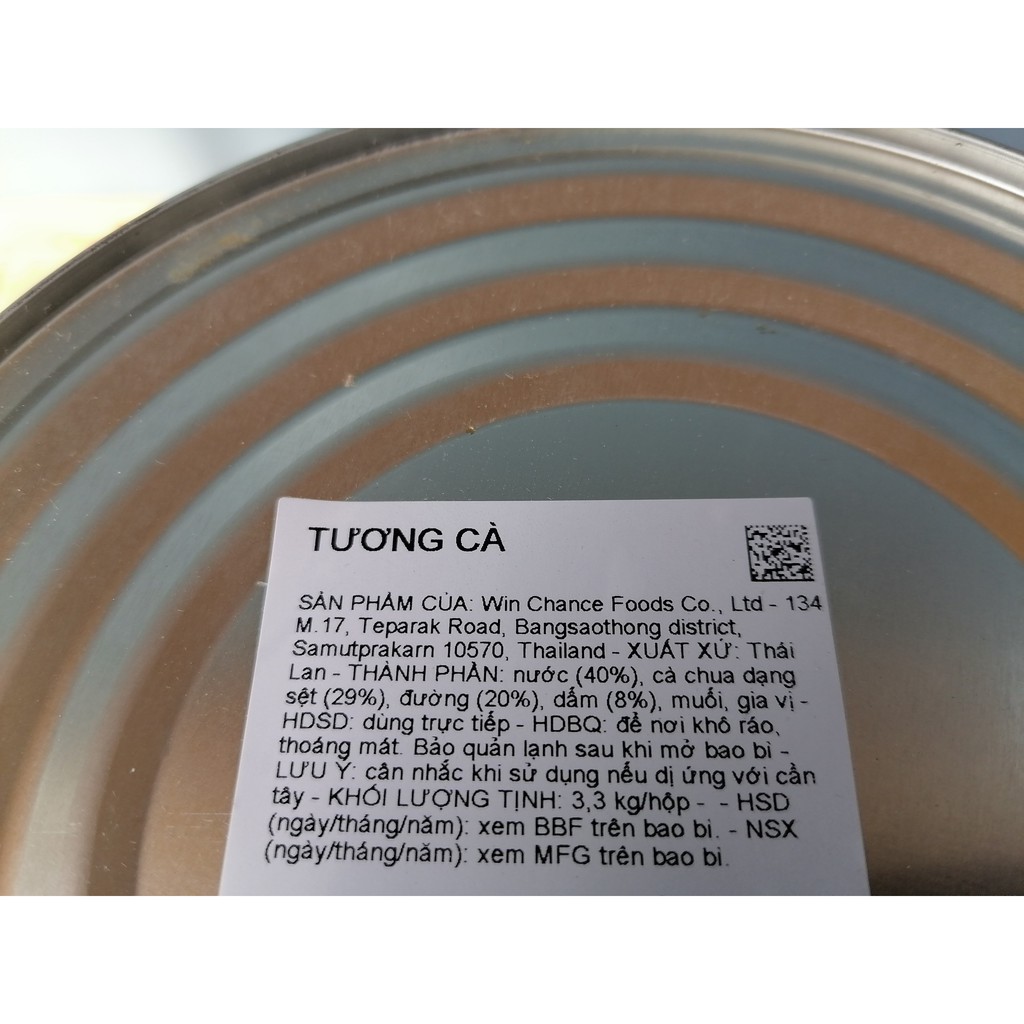 TƯƠNG CÀ
SẢN PHẨM CỦA: Win Chance Foods Co., Ltd - 134
M.17, Teparak Road, Bangsaothong district,
Samutprakarn 10570, Thailand - XUẤT XỨ: Thái
Lan - THÀNH PHẦN: nước (40%), cà chua dạng
sệt (29%), đường (20%), dấm (8%), muối, gia vị -
HDSD: dùng trực tiếp - HDBQ: để nơi khô ráo,
thoáng mát. Bảo quản lạnh sau khi mở bao bì -
LƯU Ý: cân nhắc khi sử dụng nếu dị ứng với cần
tây - KHỐI LƯỢNG TỊNH: 3,3 kg/hộp - - HSD
(ngày/tháng/năm): xem BBF trên bao bì. - NSX
(ngày/tháng/năm): xem MFG trên bao bì.